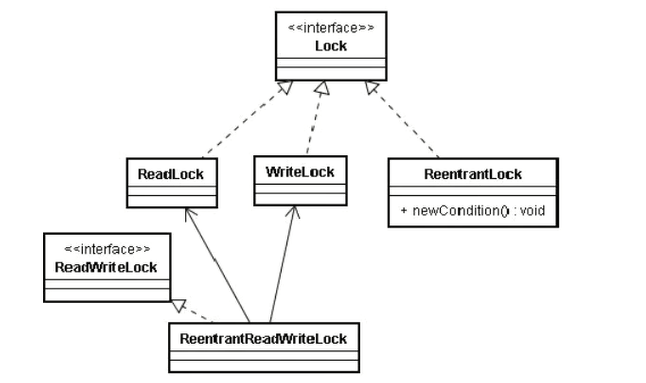 <<interface>>
Lock
ReadLock
WriteLock
ReentrantLock
+ newCondition() : void
<<interface>>
ReadWriteLock
ReentrantReadWriteLock